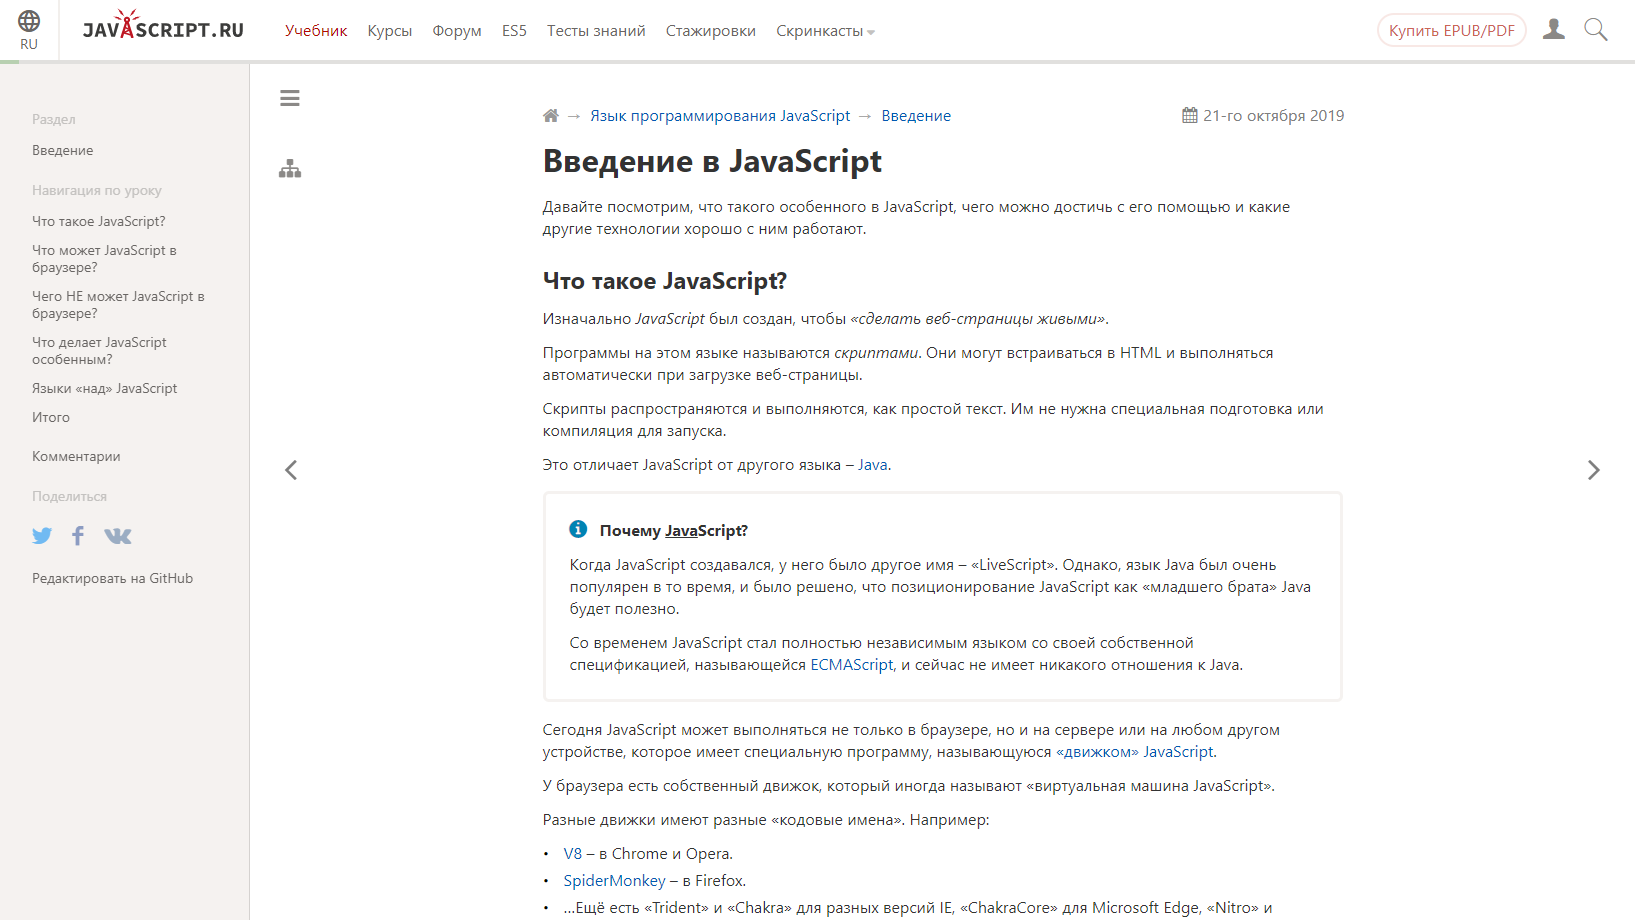 RU
JAVASCRIPT.RU
Учебник Курсы Форум ES5 Тесты знаний Стажировки Скринкасты
Купить EPUB/PDF
Раздел
Введение
Навигация по уроку
Что такое JavaScript?
Что может JavaScript в
браузере?
Чего НЕ может JavaScript в
браузере?
Что делает JavaScript
особенным?
Языки «над» JavaScript
Итого
Комментарии
Поделиться
Редактировать на GitHub
→ Язык программирования JavaScript → Введение
21-го октября 2019
Введение в JavaScript
Давайте посмотрим, что такого особенного в JavaScript, чего можно достичь с его помощью и какие
другие технологии хорошо с ним работают.
Что такое JavaScript?
Изначально JavaScript был создан, чтобы «сделать веб-страницы живыми».
Программы на этом языке называются скриптами. Они могут встраиваться в HTML и выполняться
автоматически при загрузке веб-страницы.
Скрипты распространяются и выполняются, как простой текст. Им не нужна специальная подготовка или
компиляция для запуска.
Это отличает JavaScript от другого языка – Java.
Почему JavaScript?
Когда JavaScript создавался, у него было другое имя – «LiveScript». Однако, язык Java был очень
популярен в то время, и было решено, что позиционирование JavaScript как «младшего брата» Java
будет полезно.
Со временем JavaScript стал полностью независимым языком со своей собственной
спецификацией, называющейся ECMAScript, и сейчас не имеет никакого отношения к Java.
Сегодня JavaScript может выполняться не только в браузере, но и на сервере или на любом другом
устройстве, которое имеет специальную программу, называющуюся «движком» JavaScript.
У браузера есть собственный движок, который иногда называют «виртуальная машина JavaScript».
Разные движки имеют разные «кодовые имена». Например:
• V8 – в Chrome и Opera.
• SpiderMonkey – в Firefox.
• …Ещё есть «Trident» и «Chakra» для разных версий IE, «ChakraCore» для Microsoft Edge, «Nitro» и